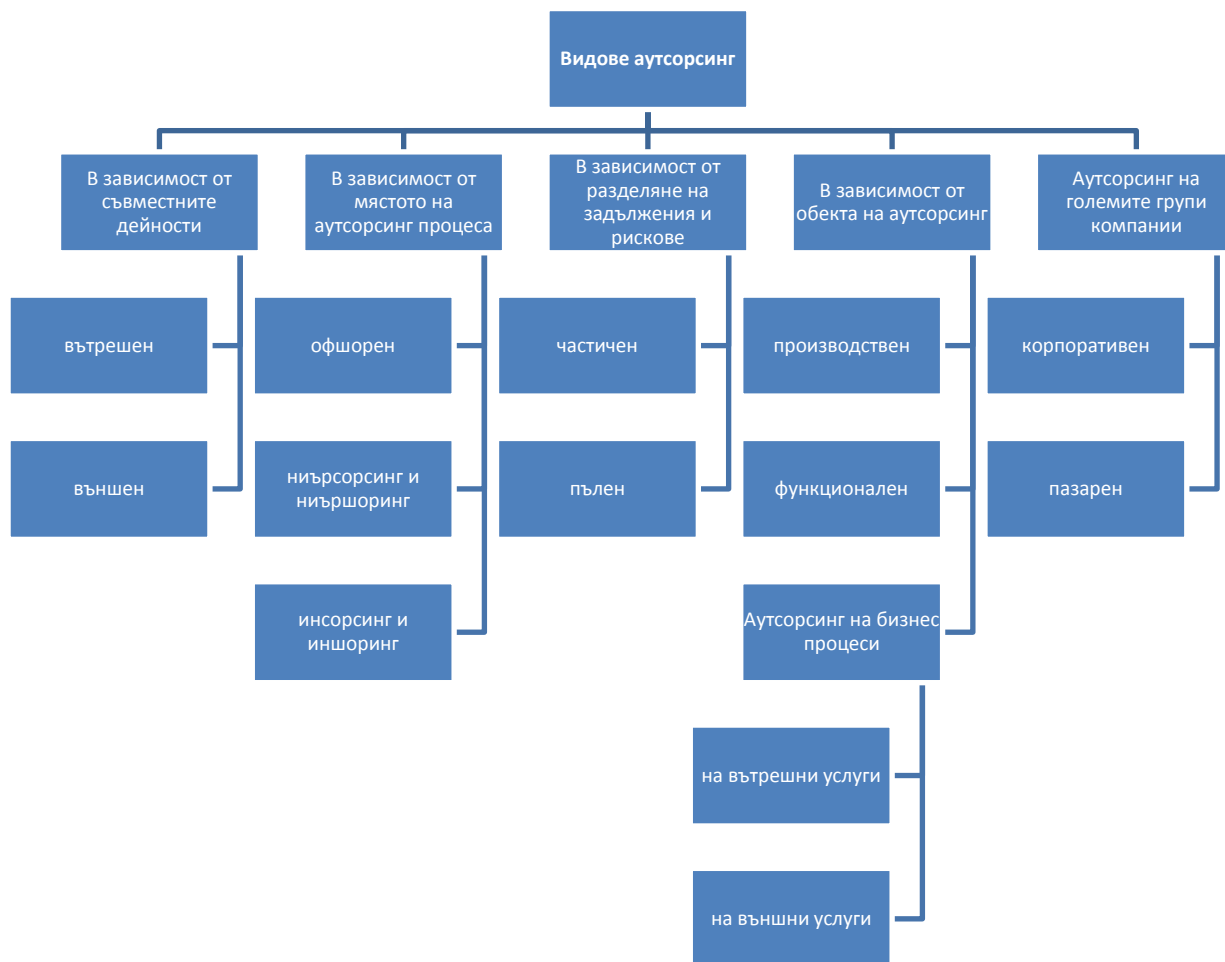 Видове аутсорсинг
В зависимост от
съвместните
дейности
В зависимост от
мястото на
аутсорсинг процеса
В зависимост от
разделяне на
задължения и
рискове
В зависимост от
обекта на аутсорсинг
Аутсорсинг на
големите групи
компании
вътрешен
офшорен
частичен
производствен
корпоративен
външен
ниърсорсинг и
ниършоринг
пълен
функционален
пазарен
инсорсинг и
иншоринг
Аутсорсинг на бизнес
процеси
на вътрешни услуги
на външни услуги